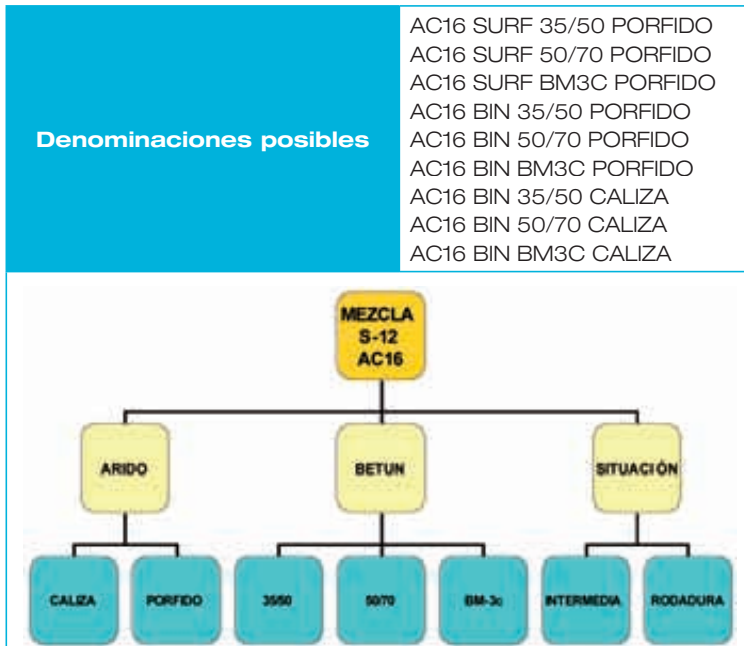 Denominaciones posibles
AC16 SURF 35/50 PORFIDO
AC16 SURF 50/70 PORFIDO
AC16 SURF BM3C PORFIDO
AC16 BIN 35/50 PORFIDO
AC16 BIN 50/70 PORFIDO
AC16 BIN BM3C PORFIDO
AC16 BIN 35/50 CALIZA
AC16 BIN 50/70 CALIZA
AC16 BIN BM3C CALIZA
MEZCLA
S-12
AC16
ARIDO
BETUN
SITUACIÓN
CALIZA
PORFIDO
35/50
50/70
BM-3c
INTERMEDIA
RODADURA